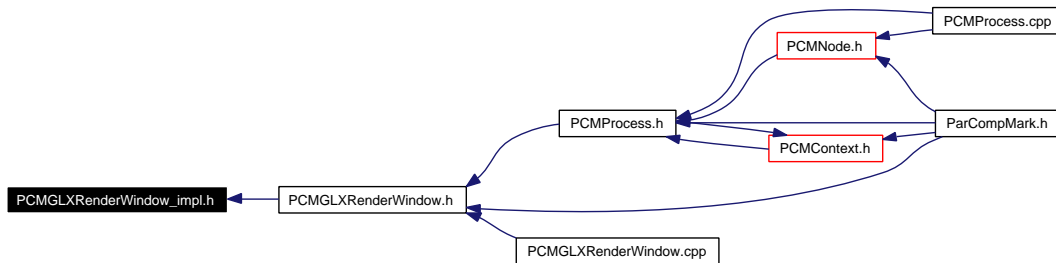 PCMProcess.cpp
PCMNode.h
PCMProcess.h
ParCompMark.h
PCMContext.h
PCMGLXRenderWindow_impl.h
PCMGLXRenderWindow.h
PCMGLXRenderWindow.cpp